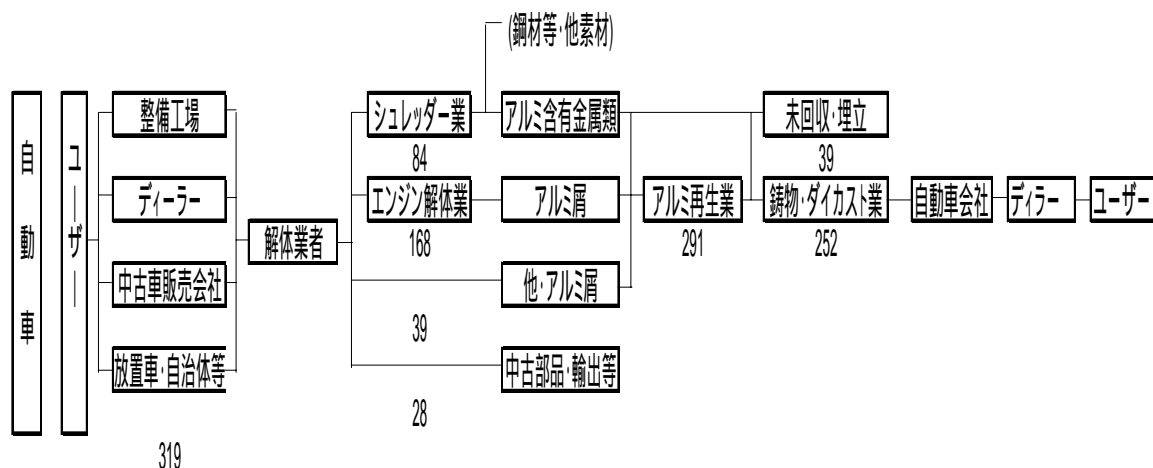 (鋼材等･他素材)
自動車
ユーザー
整備工場
ディーラー
中古車販売会社
放置車･自治体等
319
解体業者
シュレッダー業
84
エンジン解体業
168
39
28
アルミ含有金属類
アルミ屑
他･アルミ屑
中古部品･輸出等
アルミ再生業
291
未回収･埋立
39
鋳物･ダイカスト業
252
自動車会社
ディラー
ユーザー